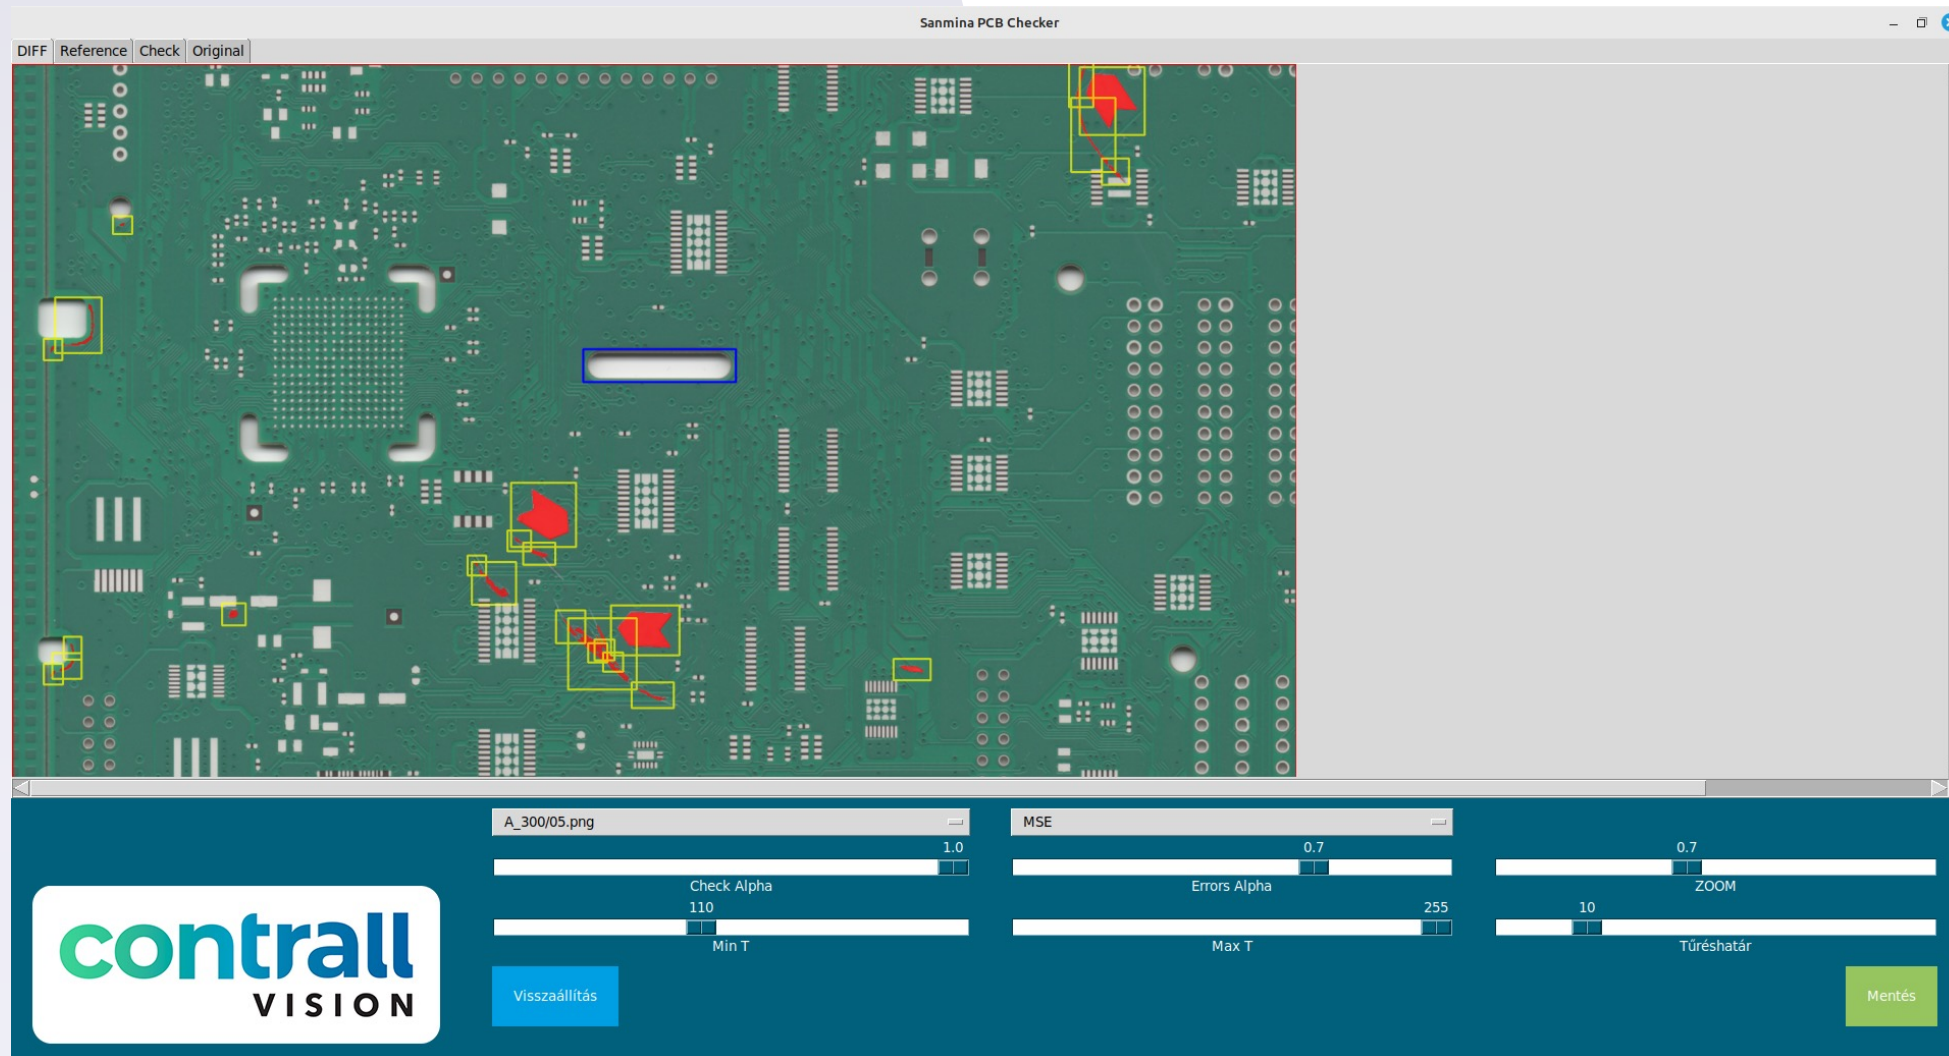 Sanmina PCB Checker
DIFF Reference Check Original
A_300/05.png MSE
1.0 0.7 0.7
Check Alpha Errors Alpha ZOOM
110 255 10
Min T Max T Tűréshatár
contrall
VISION
Visszaállítás Mentés